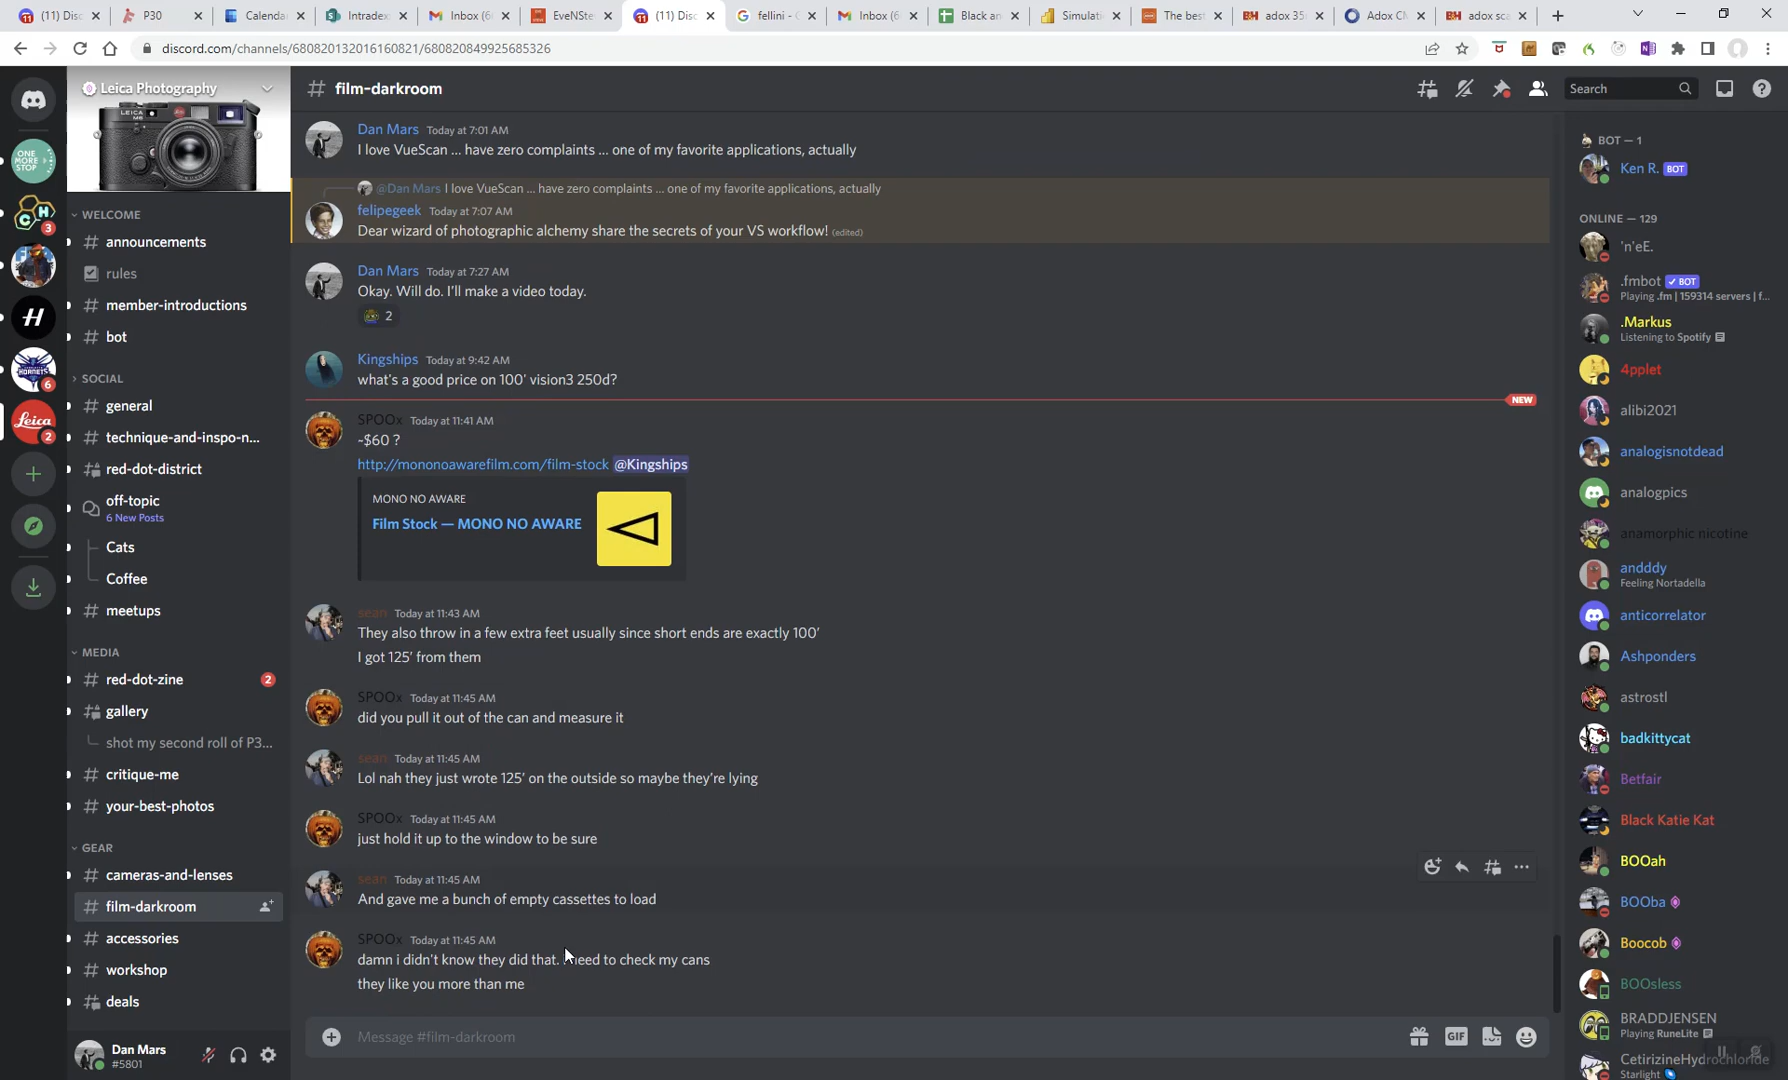 (11) Disc
P30
Calenda
Intradex
Inbox (6
EveNSte
(11) Disc
fellini - G
Inbox (6
Black an
Simulati
The best
adox 35
Adox C
adox sca
discord.com/channels/680820132016160821/680820849925685326
Leica Photography
WELCOME
announcements
rules
member-introductions
bot
SOCIAL
general
technique-and-inspo-n...
red-dot-district
off-topic
6 New Posts
Cats
Coffee
meetups
MEDIA
red-dot-zine
2
gallery
shot my second roll of P3...
critique-me
your-best-photos
GEAR
cameras-and-lenses
film-darkroom
accessories
workshop
deals
Dan Mars
#5801
ONE
MORE
STOP
3
6
Leica
2
film-darkroom
Search
Dan Mars Today at 7:01 AM
I love VueScan ... have zero complaints ... one of my favorite applications, actually
@Dan Mars I love VueScan ... have zero complaints ... one of my favorite applications, actually
felipegeek Today at 7:07 AM
Dear wizard of photographic alchemy share the secrets of your VS workflow! (edited)
Dan Mars Today at 7:27 AM
Okay. Will do. I'll make a video today.
2
Kingships Today at 9:42 AM
what's a good price on 100' vision3 250d?
NEW
SPOOx Today at 11:41 AM
~$60 ?
http://mononoawarefilm.com/film-stock @Kingships
MONO NO AWARE
Film Stock — MONO NO AWARE
sean Today at 11:43 AM
They also throw in a few extra feet usually since short ends are exactly 100’
I got 125’ from them
SPOOx Today at 11:45 AM
did you pull it out of the can and measure it
sean Today at 11:45 AM
Lol nah they just wrote 125’ on the outside so maybe they’re lying
SPOOx Today at 11:45 AM
just hold it up to the window to be sure
sean Today at 11:45 AM
And gave me a bunch of empty cassettes to load
SPOOx Today at 11:45 AM
damn i didn't know they did that. need to check my cans
they like you more than me
Message #film-darkroom
GIF
BOT — 1
Ken R. BOT
ONLINE — 129
'n'eE.
.fmbot BOT
Playing .fm | 159314 servers | f...
.Markus
Listening to Spotify
4pplet
alibi2021
analogisnotdead
analogpics
anamorphic nicotine
andddy
Feeling Nortadella
anticorrelator
Ashponders
astrostl
badkittycat
Betfair
Black Katie Kat
BOOah
BOOba
Boocob
BOOsless
BRADDJENSEN
Playing RuneLite
CetirizineHydrochloride
Starlight